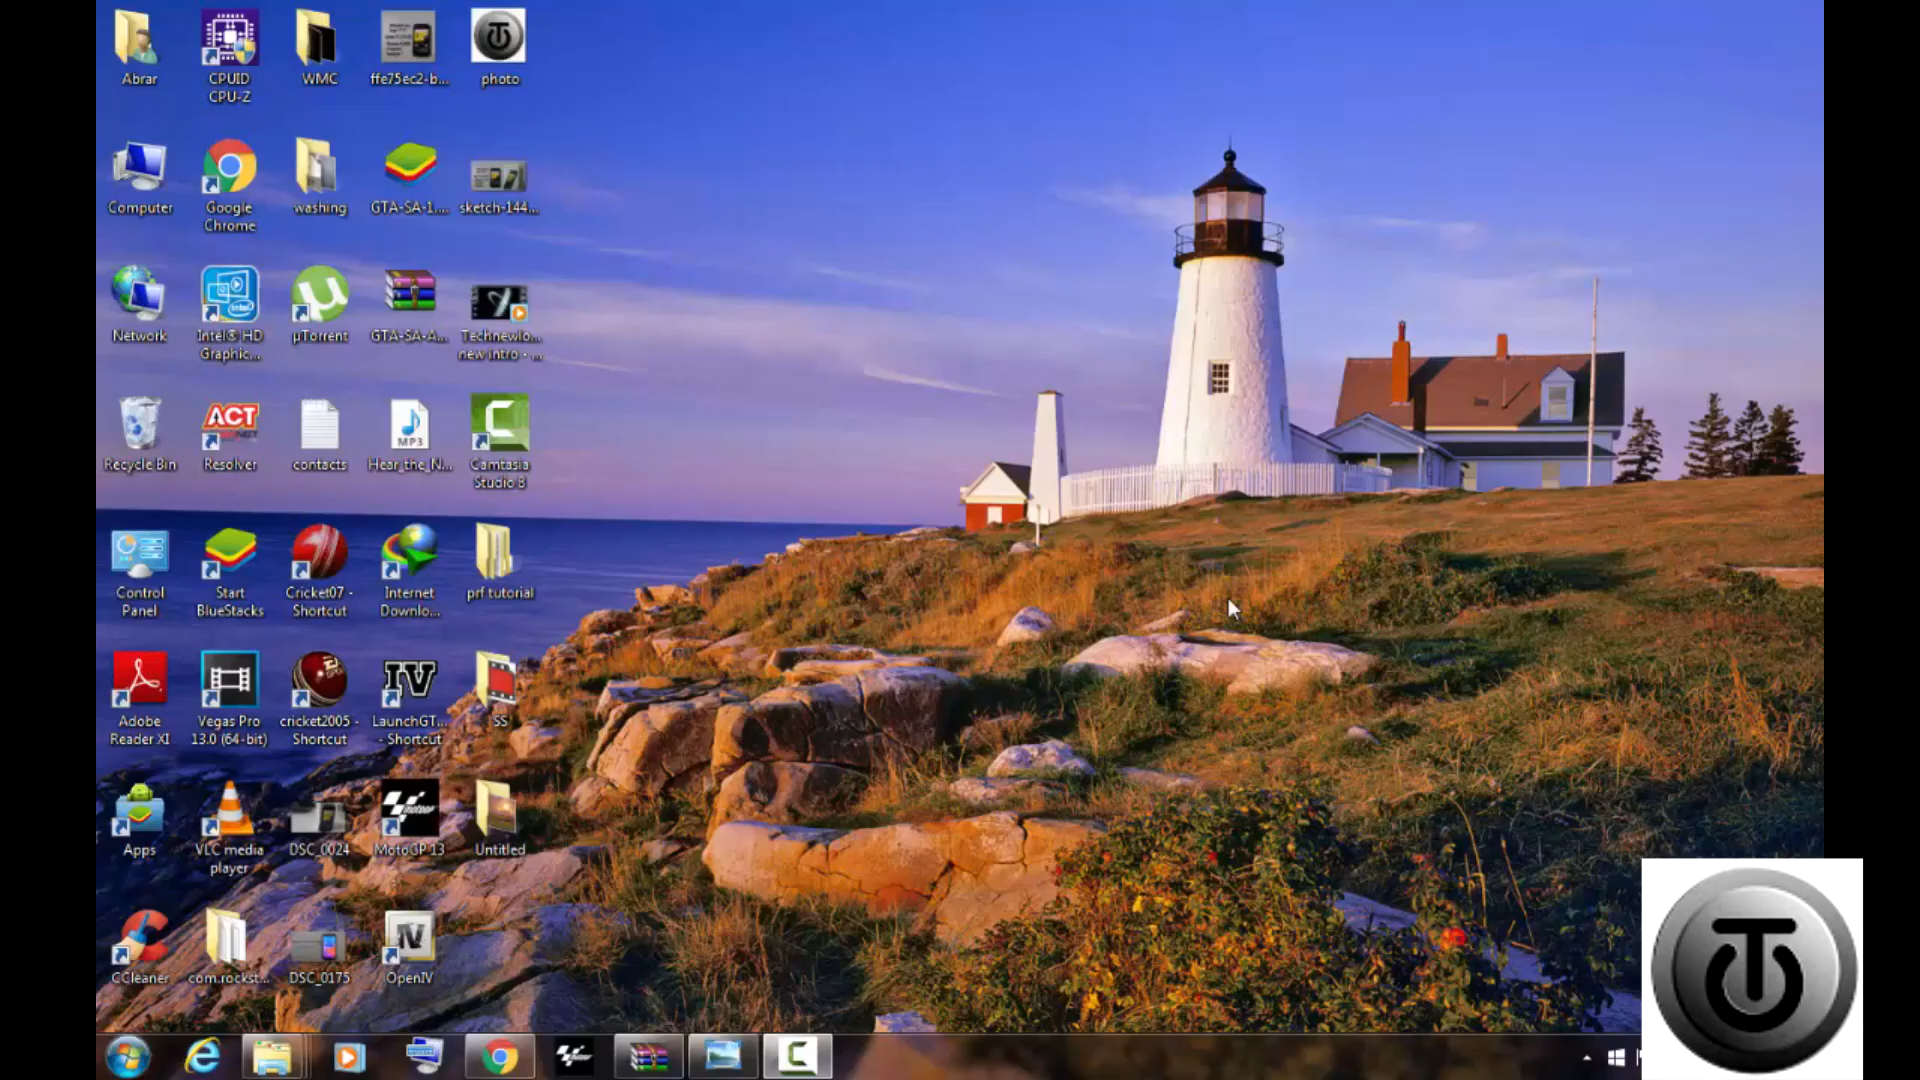 Abrar
CPUID
CPU-Z
WMC
ffe75ec2-b...
photo
Computer
Google
Chrome
washing
GTA-SA-1....
sketch-144...
Network
Intel® HD
Graphic...
µTorrent
GTA-SA-A...
Technewlo...
new intro - ...
MP3
Recycle Bin
ACT
Resolver
contacts
Hear_the_N...
Camtasia
Studio 8
Control
Panel
Start
BlueStacks
Cricket07 -
Shortcut
Internet
Downlo...
prf tutorial
IV
Adobe
Reader XI
Vegas Pro
13.0 (64-bit)
cricket2005 -
Shortcut
LaunchGT...
- Shortcut
SS
Apps
VLC media
player
DSC_0024
MotoGP 13
Untitled
IV
CCleaner
com.rockst...
DSC_0175
OpenIV